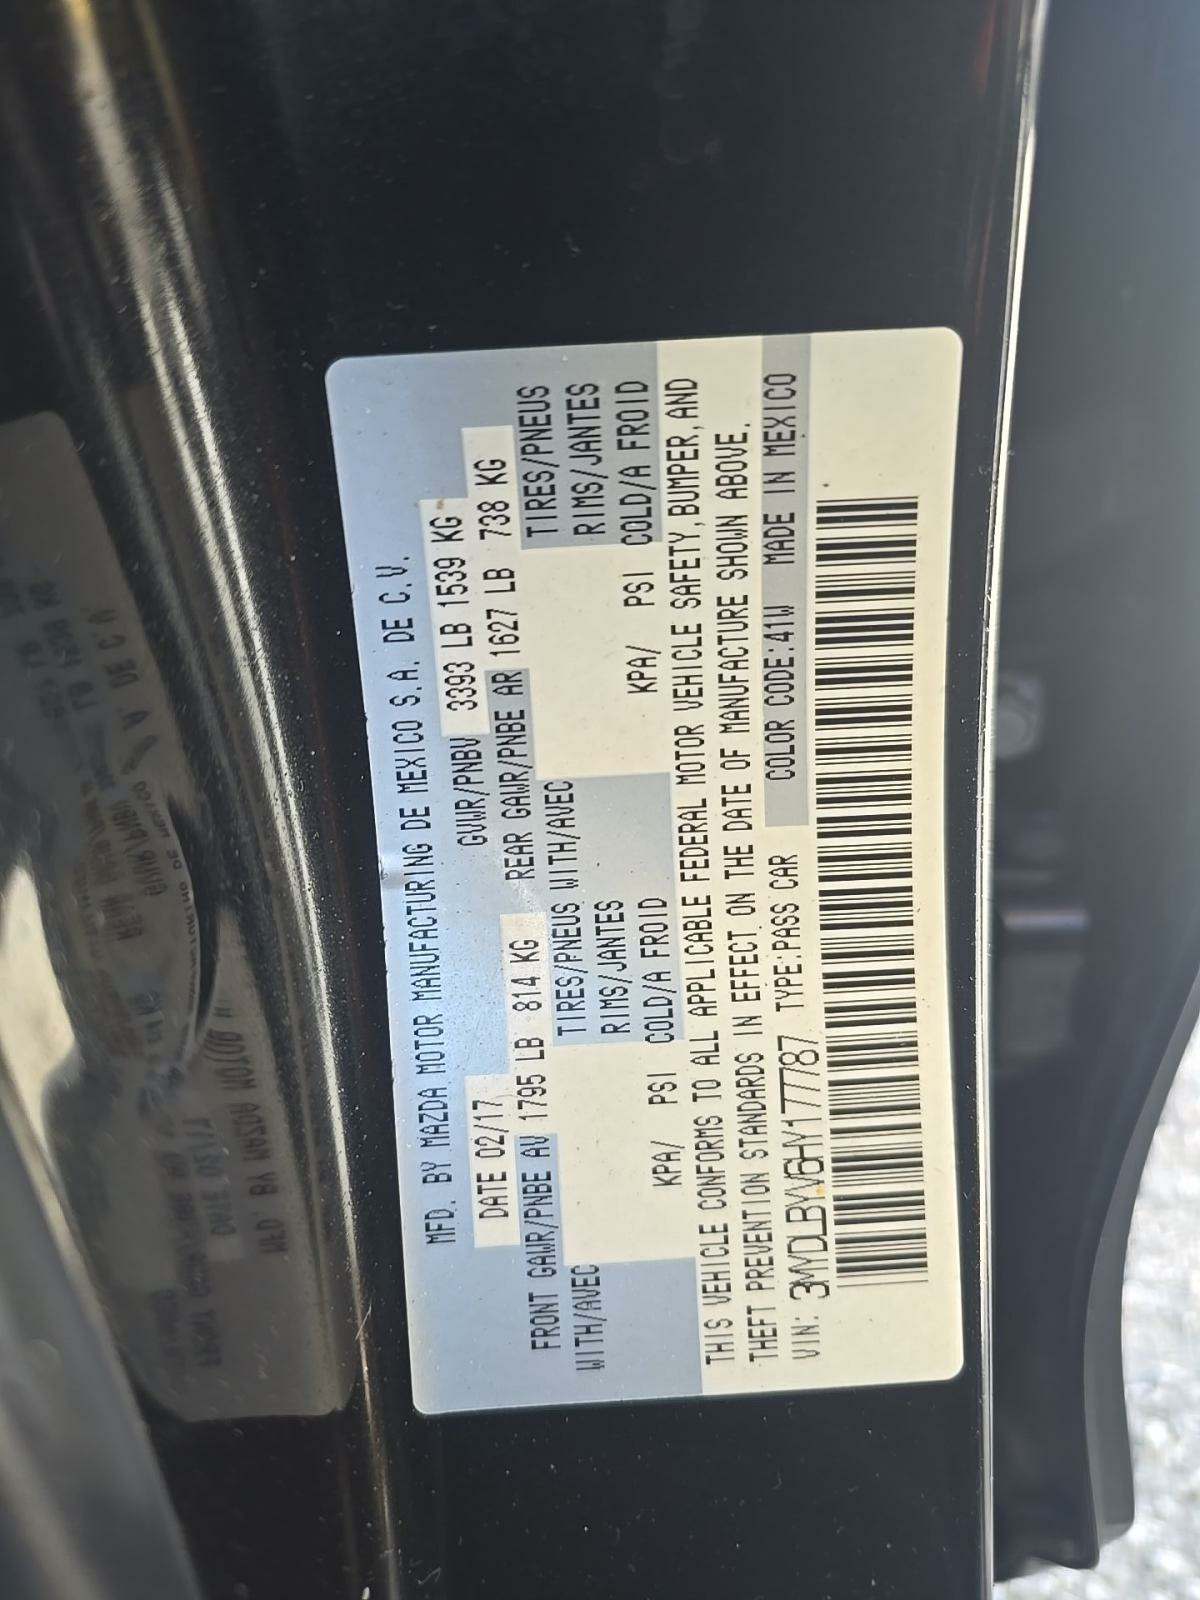 MFD. BY MAZDA MOTOR MANUFACTURING DE MEXICO S.A. DE C.V.
DATE 02/17 GVWR/PNBV 3393 LB 1539 KG
FRONT GAWR/PNBE AV 1795 LB 814 KG REAR GAWR/PNBE AR 1627 LB 738 KG
WITH/AVEC TIRES/PNEUS WITH/AVEC TIRES/PNEUS
RIMS/JANTES RIMS/JANTES
KPA/ PSI COLD/A FROID KPA/ PSI COLD/A FROID
THIS VEHICLE CONFORMS TO ALL APPLICABLE FEDERAL MOTOR VEHICLE SAFETY, BUMPER, AND
THEFT PREVENTION STANDARDS IN EFFECT ON THE DATE OF MANUFACTURE SHOWN ABOVE.
VIN: 3MYDLBYV6HY177787 TYPE:PASS CAR COLOR CODE:41W MADE IN MEXICO